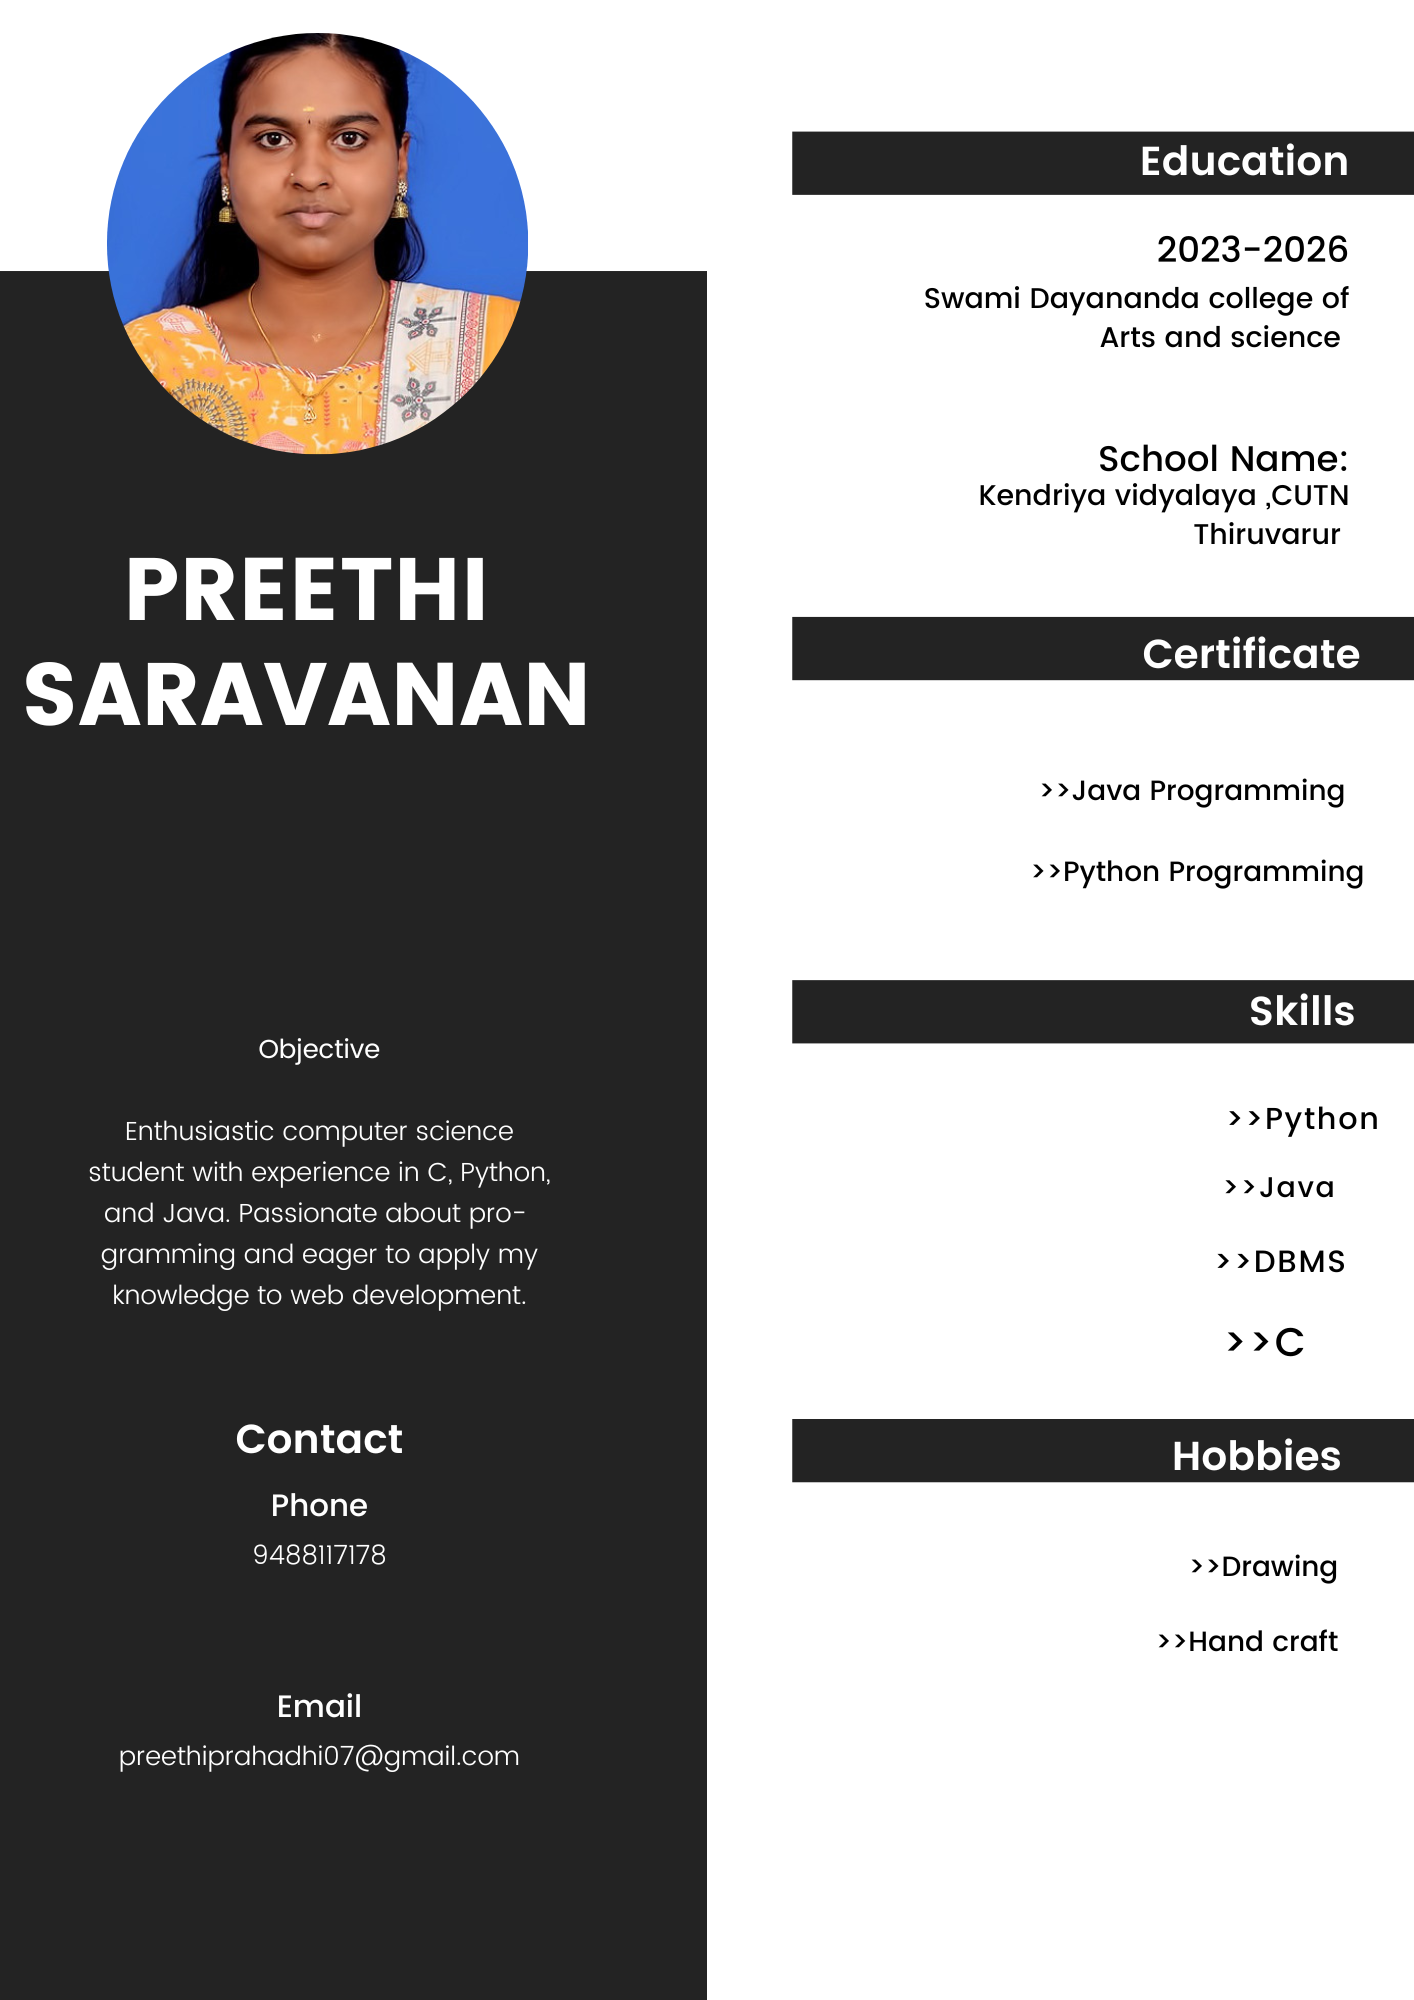 PREETHI
SARAVANAN
Objective
Enthusiastic computer science
student with experience in C, Python,
and Java. Passionate about pro-
gramming and eager to apply my
knowledge to web development.
Contact
Phone
9488117178
Email
preethiprahadhi07@gmail.com
Education
2023-2026
Swami Dayananda college of
Arts and science
School Name:
Kendriya vidyalaya ,CUTN
Thiruvarur
Certificate
>>Java Programming
>>Python Programming
Skills
>>Python
>>Java
>>DBMS
>>C
Hobbies
>>Drawing
>>Hand craft